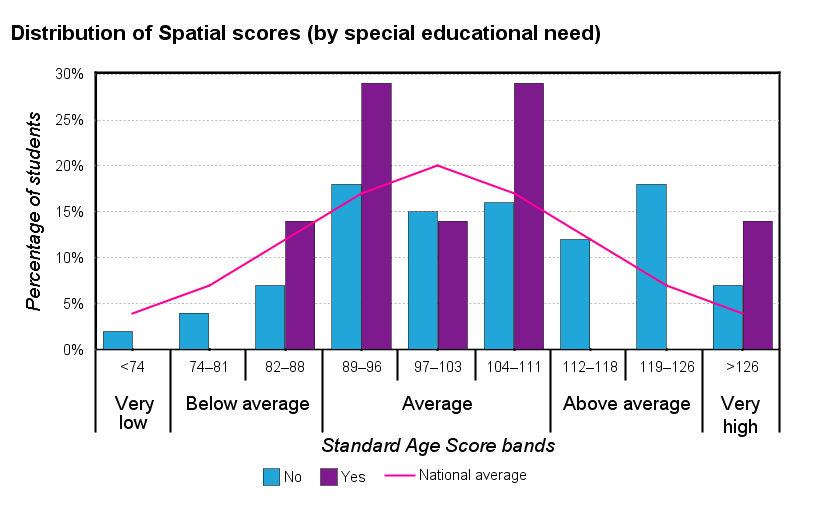 Distribution of Spatial scores (by special educational need)
30%
25%
20%
15%
10%
5%
0%
Percentage of students
<74 74–81 82–88 89–96 97–103 104–111 112–118 119–126 >126
Very low Below average Average Above average Very high
Standard Age Score bands
No Yes National average